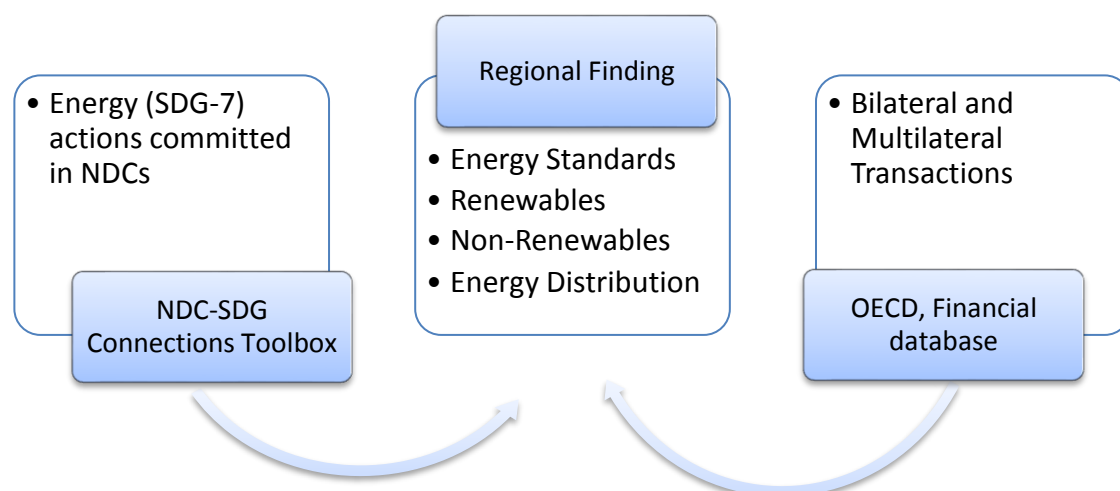 • Energy (SDG-7)
actions committed
in NDCs
NDC-SDG
Connections Toolbox
Regional Finding
• Energy Standards
• Renewables
• Non-Renewables
• Energy Distribution
• Bilateral and
Multilateral
Transactions
OECD, Financial
database